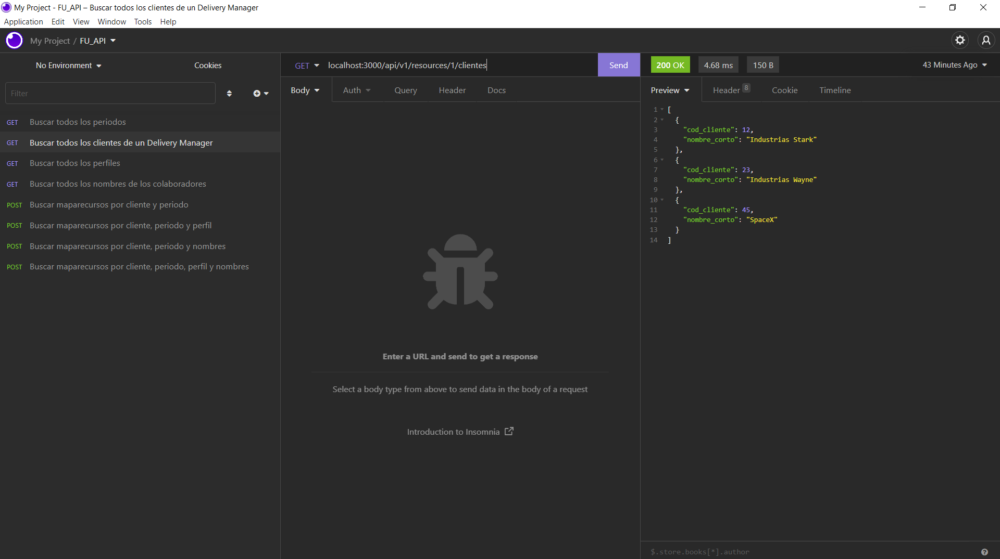 My Project - FU_API – Buscar todos los clientes de un Delivery Manager
Application Edit View Window Tools Help
My Project / FU_API
No Environment Cookies
Filter
GET Buscar todos los periodos
GET Buscar todos los clientes de un Delivery Manager
GET Buscar todos los perfiles
GET Buscar todos los nombres de los colaboradores
POST Buscar maparecursos por cliente y periodo
POST Buscar maparecursos por cliente, periodo y perfil
POST Buscar maparecursos por cliente, periodo y nombres
POST Buscar maparecursos por cliente, periodo, perfil y nombres
GET localhost:3000/api/v1/resources/1/clientes Send
Body Auth Query Header Docs
Enter a URL and send to get a response
Select a body type from above to send data in the body of a request
Introduction to Insomnia
200 OK 4.68 ms 150 B 43 Minutes Ago
Preview Header 8 Cookie Timeline
1 [
2 {
3 "cod_cliente": 12,
4 "nombre_corto": "Industrias Stark"
5 },
6 {
7 "cod_cliente": 23,
8 "nombre_corto": "Industrias Wayne"
9 },
10 {
11 "cod_cliente": 45,
12 "nombre_corto": "SpaceX"
13 }
14 ]
$.store.books[*].author
?